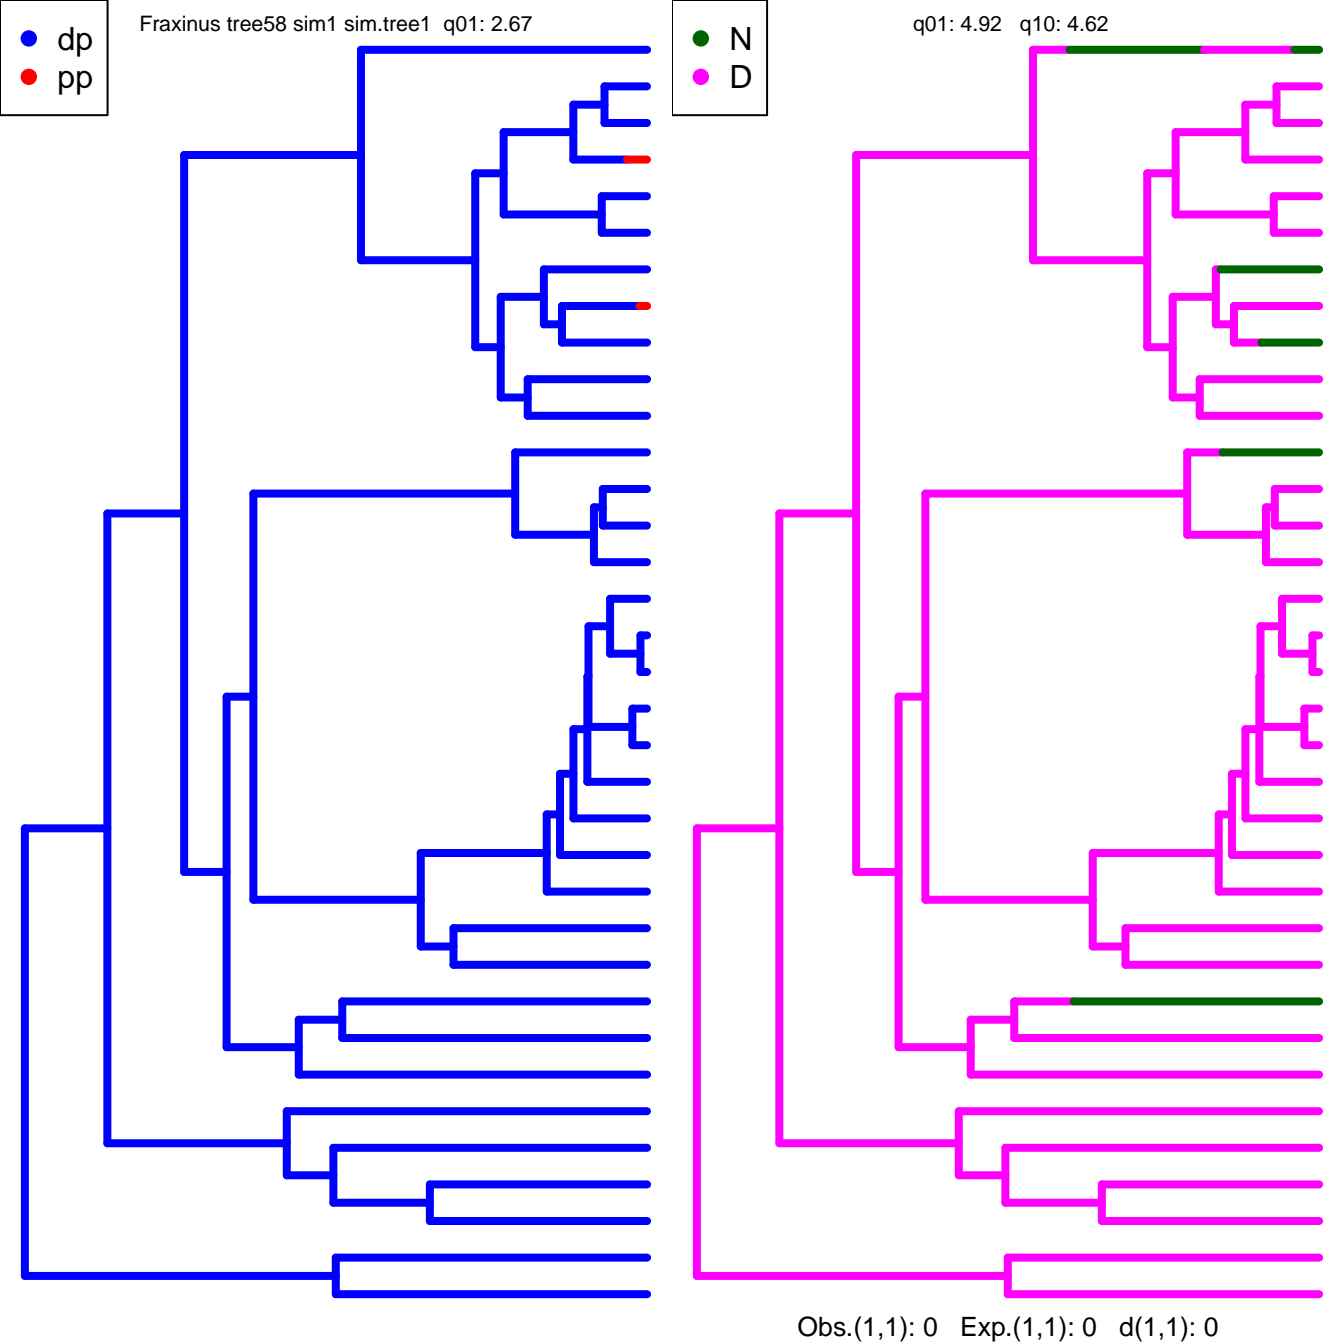 dp
pp
Fraxinus tree58 sim1 sim.tree1  q01: 2.67
N
D
q01: 4.92   q10: 4.62
Obs.(1,1): 0   Exp.(1,1): 0   d(1,1): 0